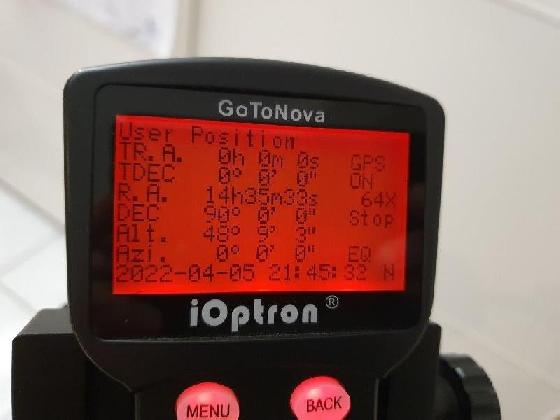 GoToNova
User Position
TR.A. 0h 0m 0s GPS
TDEC 0° 0' 0" ON
R.A. 14h35m33s 64X
DEC 90° 0' 0" Stop
Alt. 48° 9' 3"
Azi. 0° 0' 0" EQ
2022-04-05 21:45:32 N
iOptron®
MENU BACK